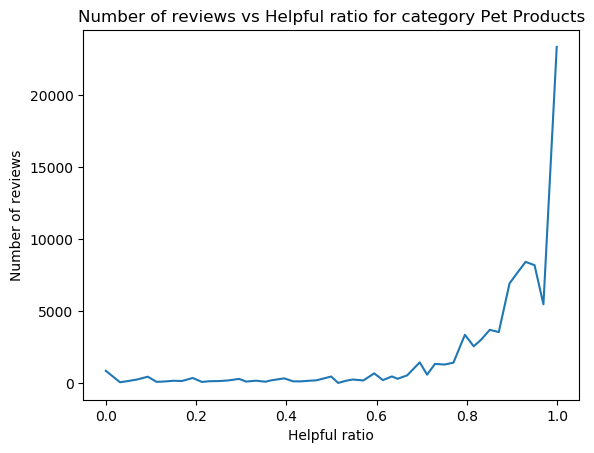 Number of reviews vs Helpful ratio for category Pet Products
20000
15000
10000
5000
0
Number of reviews
0.0 0.2 0.4 0.6 0.8 1.0
Helpful ratio